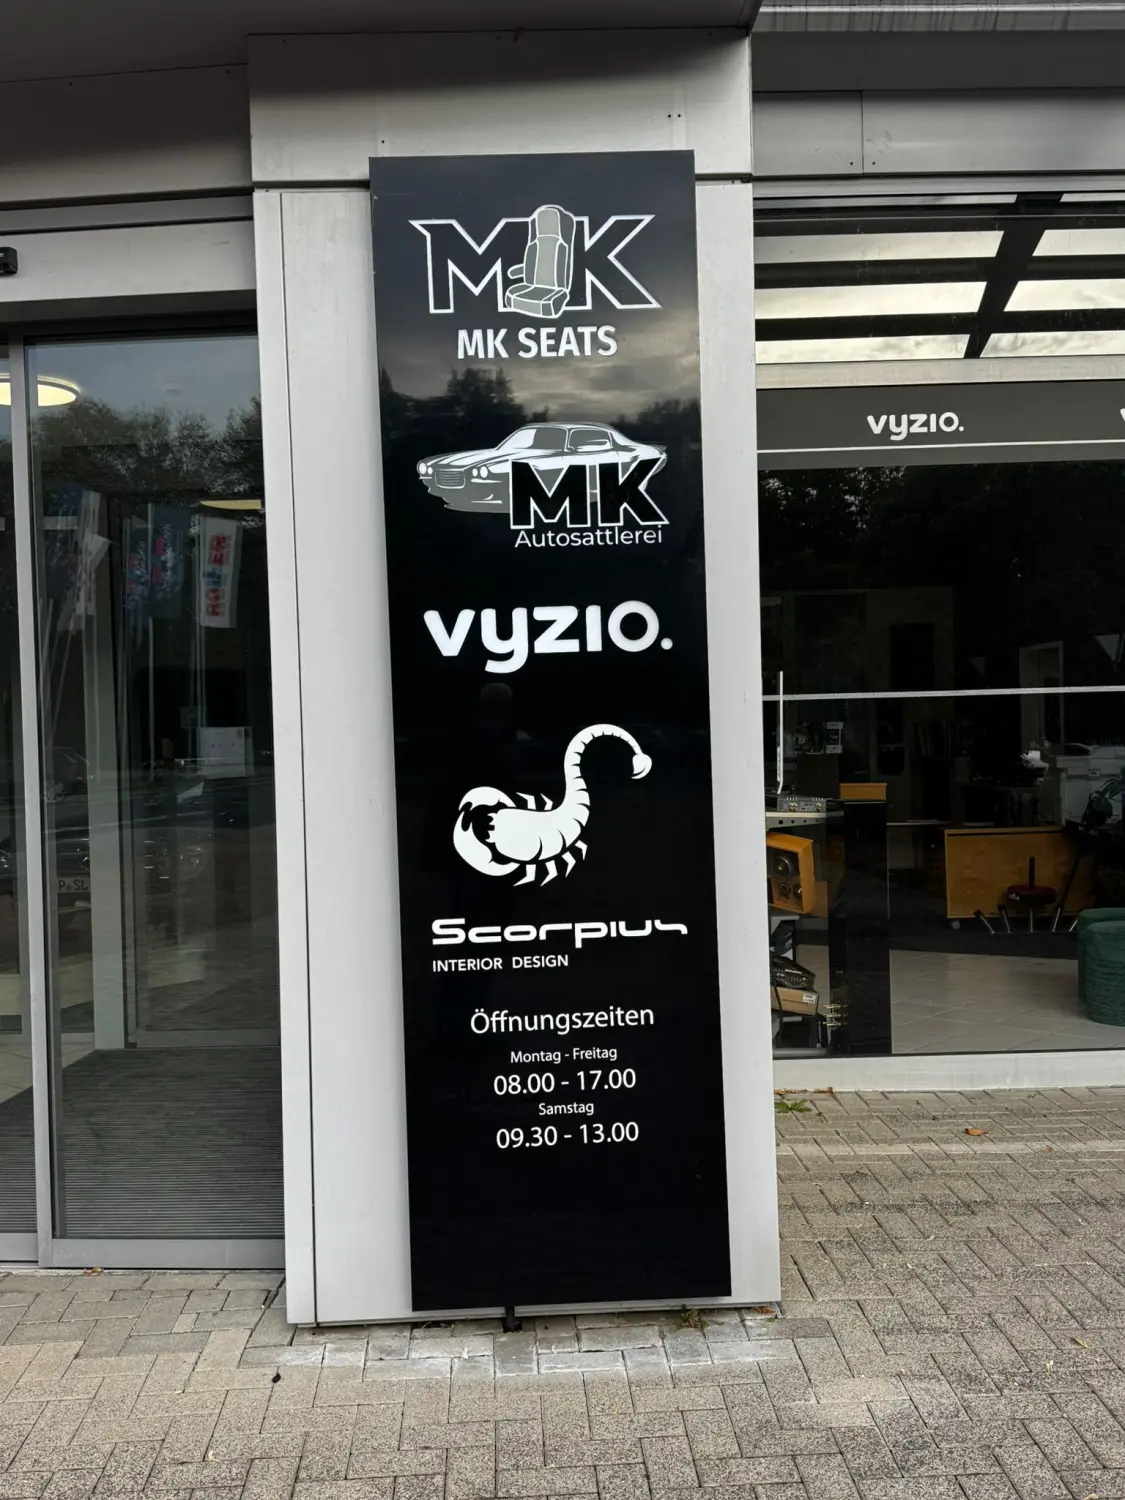 MK
MK SEATS
MK
Autosattlerei
vyzio.
Scorpius
INTERIOR DESIGN
Öffnungszeiten
Montag - Freitag
08.00 - 17.00
Samstag
09.30 - 13.00
vyzio.